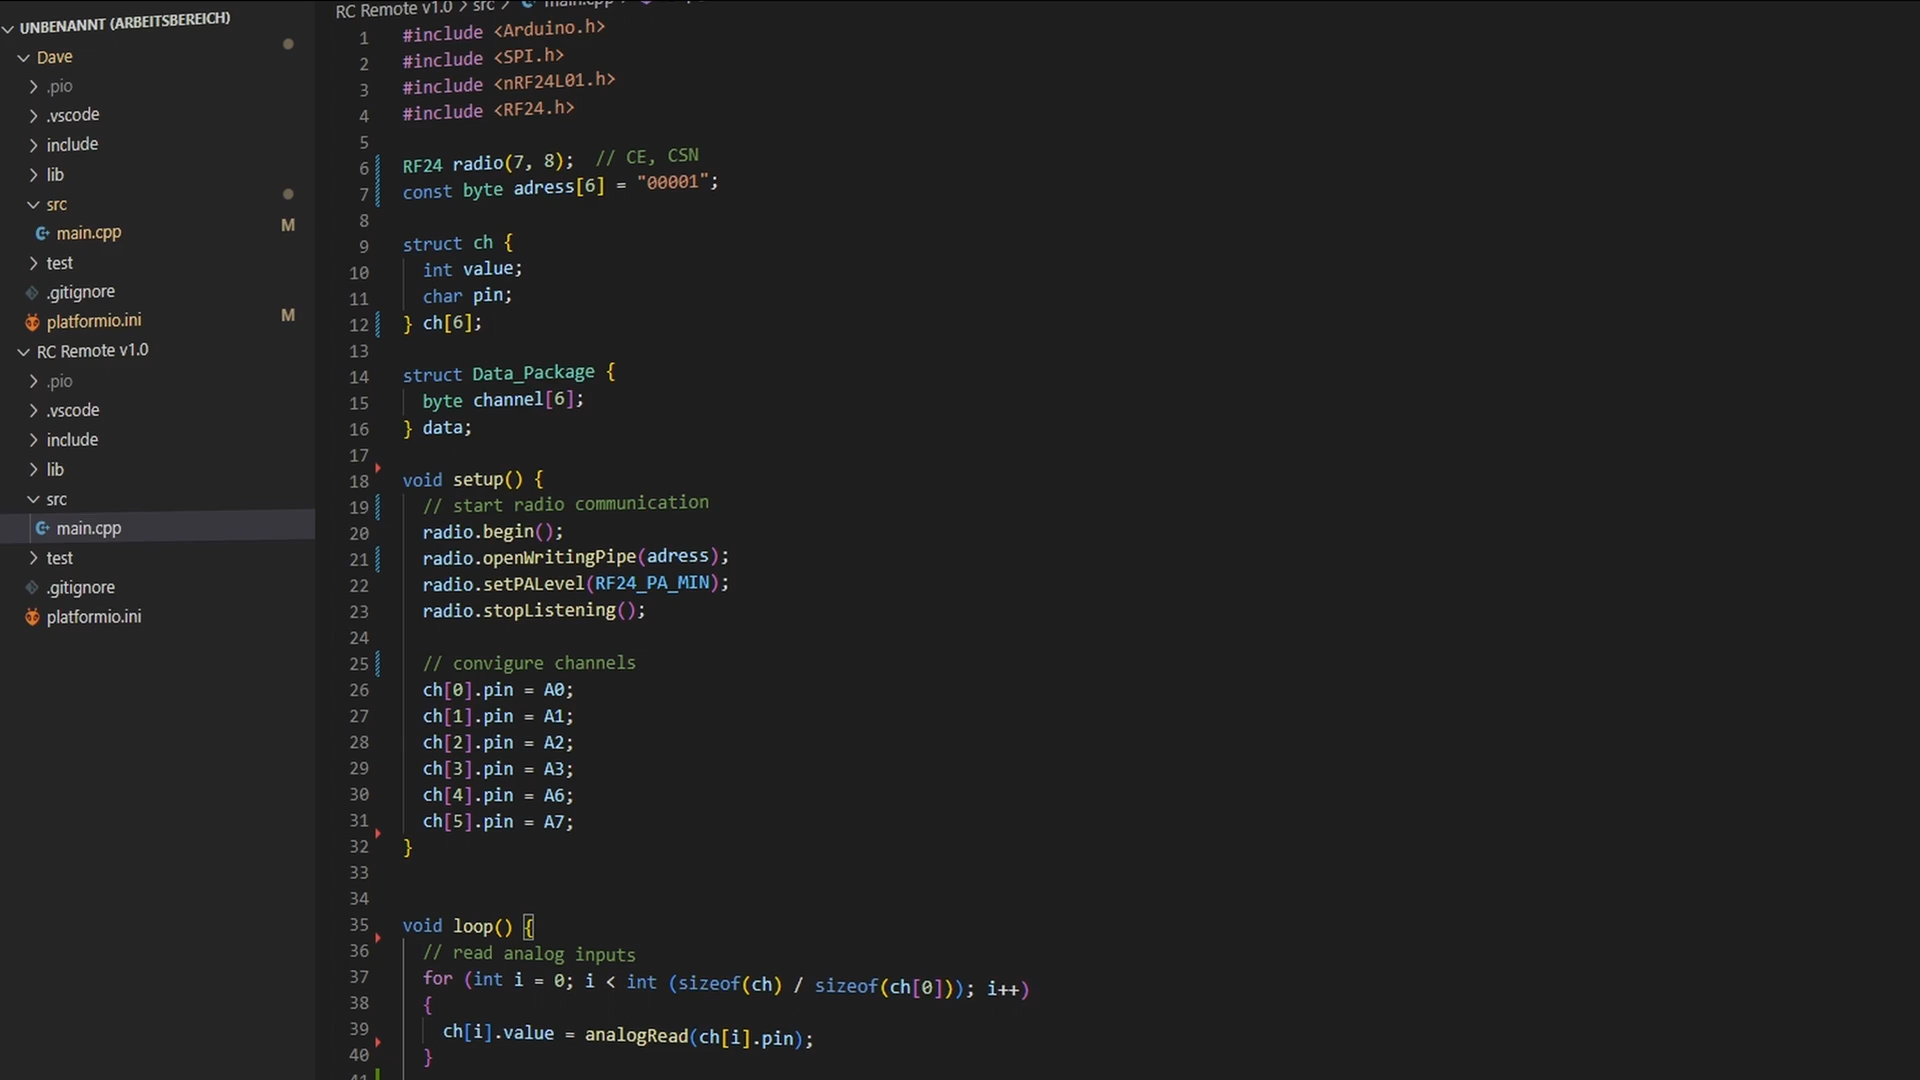 UNBENANNT (ARBEITSBEREICH)
Dave
.pio
.vscode
include
lib
src
main.cpp M
test
.gitignore
platformio.ini M
RC Remote v1.0
.pio
.vscode
include
lib
src
main.cpp
test
.gitignore
platformio.ini
RC Remote v1.0 > src > main.cpp >
1 #include <Arduino.h>
2 #include <SPI.h>
3 #include <nRF24L01.h>
4 #include <RF24.h>
5
6 RF24 radio(7, 8); // CE, CSN
7 const byte adress[6] = "00001";
8
9 struct ch {
10 int value;
11 char pin;
12 } ch[6];
13
14 struct Data_Package {
15 byte channel[6];
16 } data;
17
18 void setup() {
19 // start radio communication
20 radio.begin();
21 radio.openWritingPipe(adress);
22 radio.setPALevel(RF24_PA_MIN);
23 radio.stopListening();
24
25 // convigure channels
26 ch[0].pin = A0;
27 ch[1].pin = A1;
28 ch[2].pin = A2;
29 ch[3].pin = A3;
30 ch[4].pin = A6;
31 ch[5].pin = A7;
32 }
33
34
35 void loop() {
36 // read analog inputs
37 for (int i = 0; i < int (sizeof(ch) / sizeof(ch[0])); i++)
38 {
39 ch[i].value = analogRead(ch[i].pin);
40 }
41